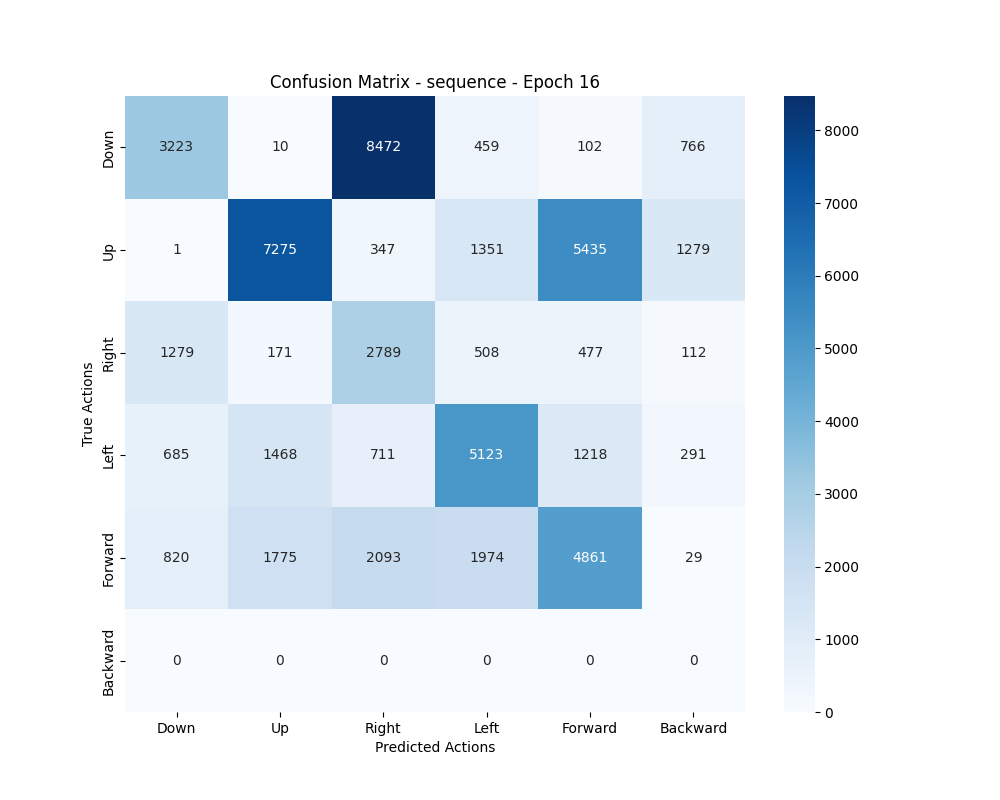 Confusion Matrix - sequence - Epoch 16
True Actions
Down 3223 10 8472 459 102 766
Up 1 7275 347 1351 5435 1279
Right 1279 171 2789 508 477 112
Left 685 1468 711 5123 1218 291
Forward 820 1775 2093 1974 4861 29
Backward 0 0 0 0 0 0
Down Up Right Left Forward Backward
Predicted Actions
8000
7000
6000
5000
4000
3000
2000
1000
0